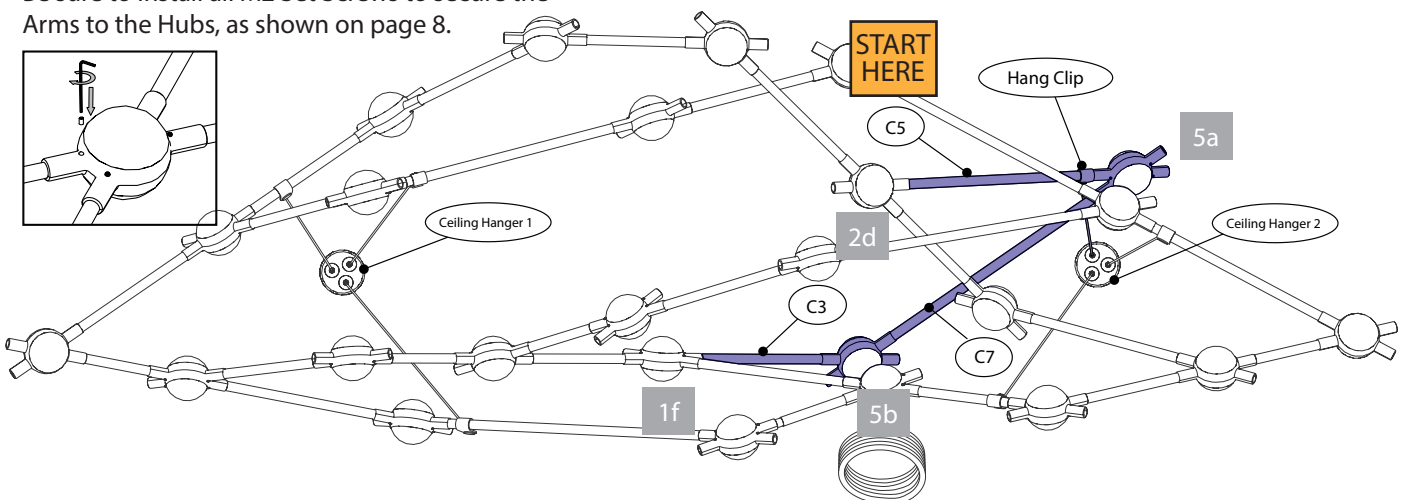 Arms to the Hubs, as shown on page 8.
START
HERE
Hang Clip
C5
5a
Ceiling Hanger 1
2d
Ceiling Hanger 2
C3
C7
1f
5b